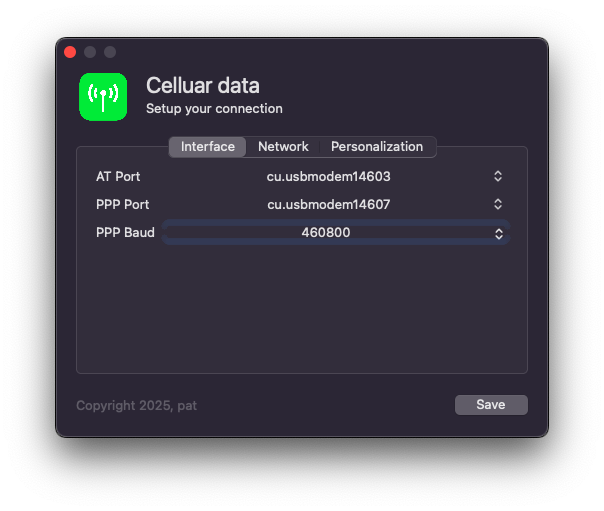 Celluar data
Setup your connection
Interface Network Personalization
AT Port cu.usbmodem14603
PPP Port cu.usbmodem14607
PPP Baud 460800
Copyright 2025, pat Save